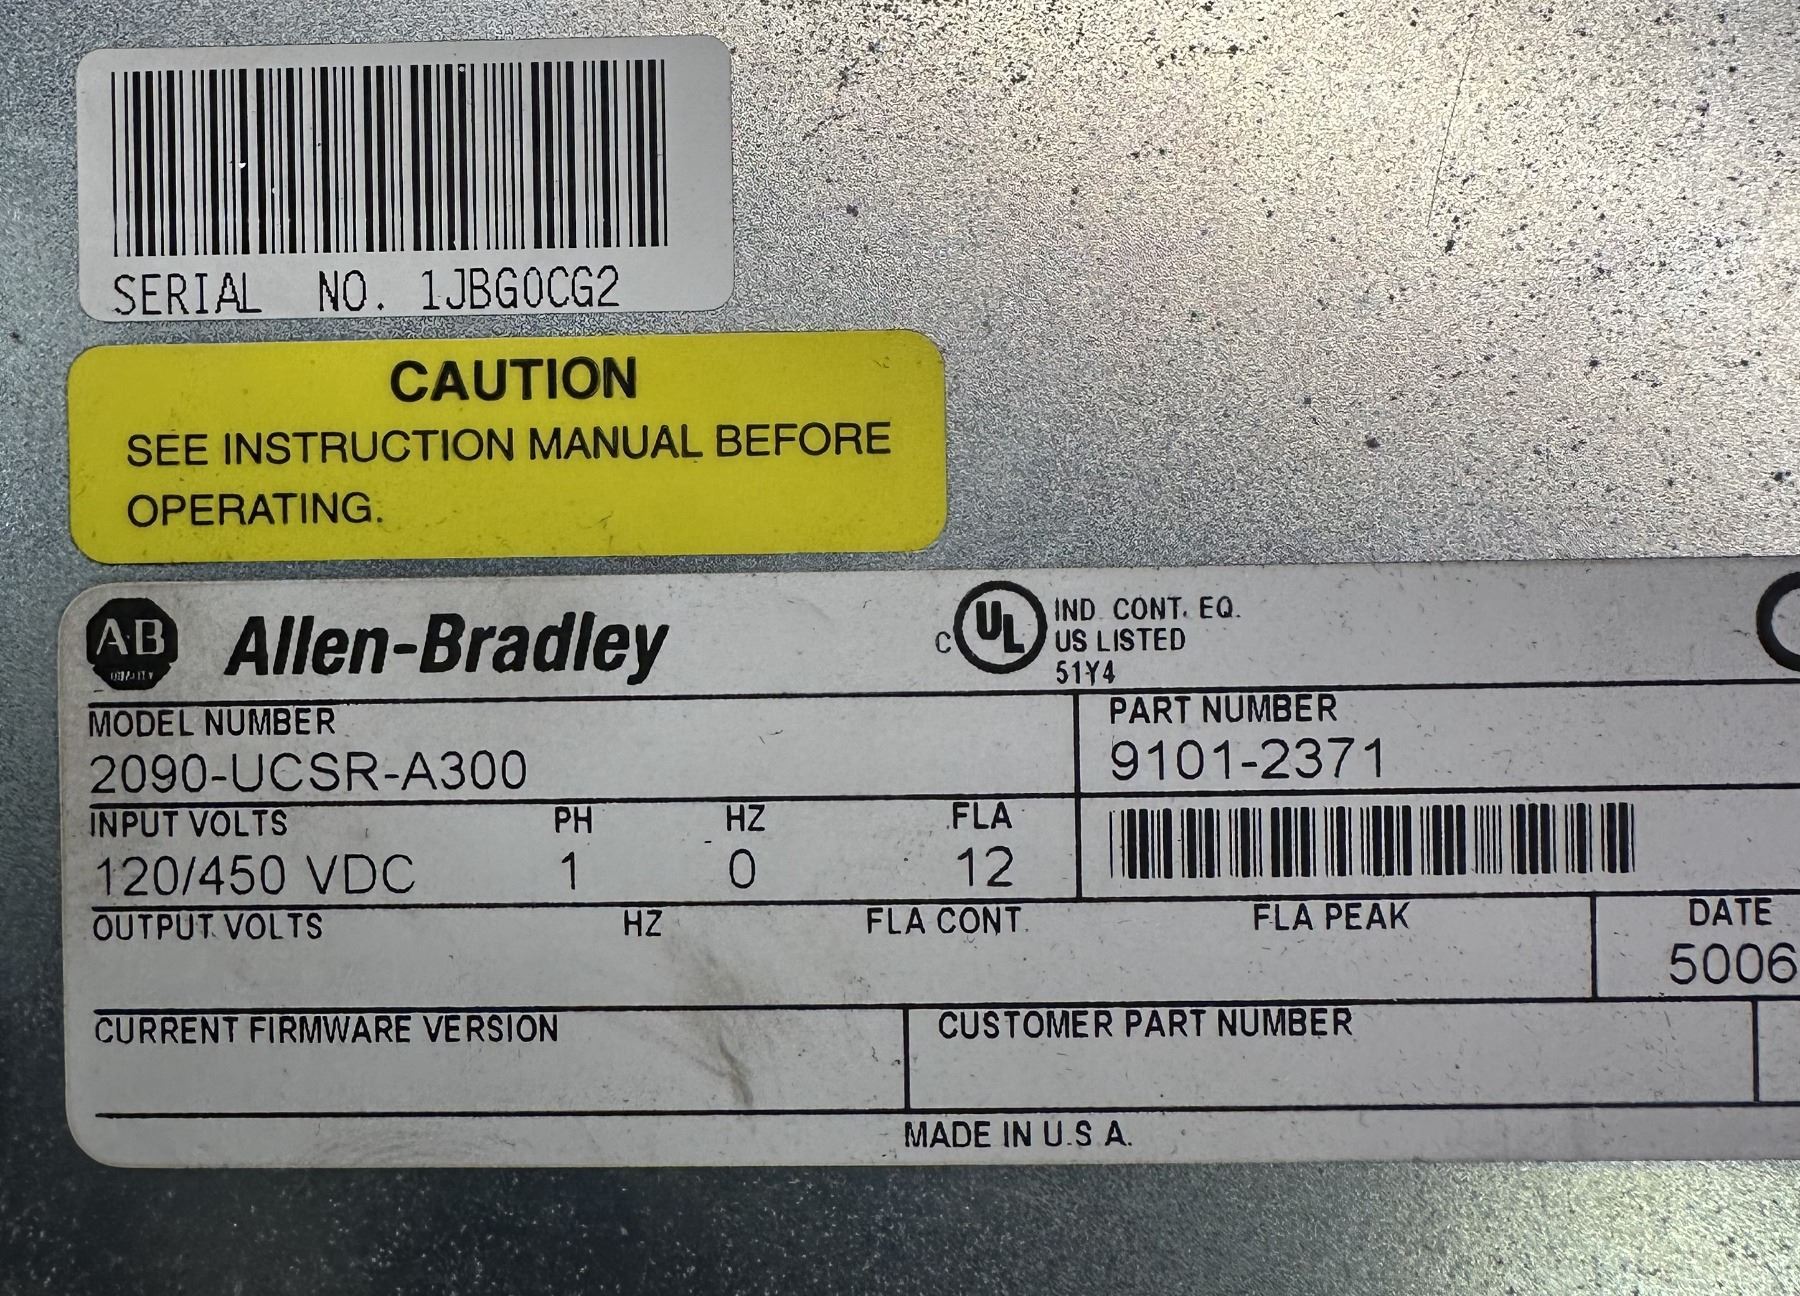 SERIAL NO. 1JBG0CG2
CAUTION
SEE INSTRUCTION MANUAL BEFORE
OPERATING.
AB
QUALITY
Allen-Bradley
C UL US LISTED
IND. CONT. EQ.
51Y4
MODEL NUMBER
2090-UCSR-A300
PART NUMBER
9101-2371
INPUT VOLTS PH HZ FLA
120/450 VDC 1 0 12
OUTPUT VOLTS HZ FLA CONT. FLA PEAK DATE
5006
CURRENT FIRMWARE VERSION CUSTOMER PART NUMBER
MADE IN U.S.A.